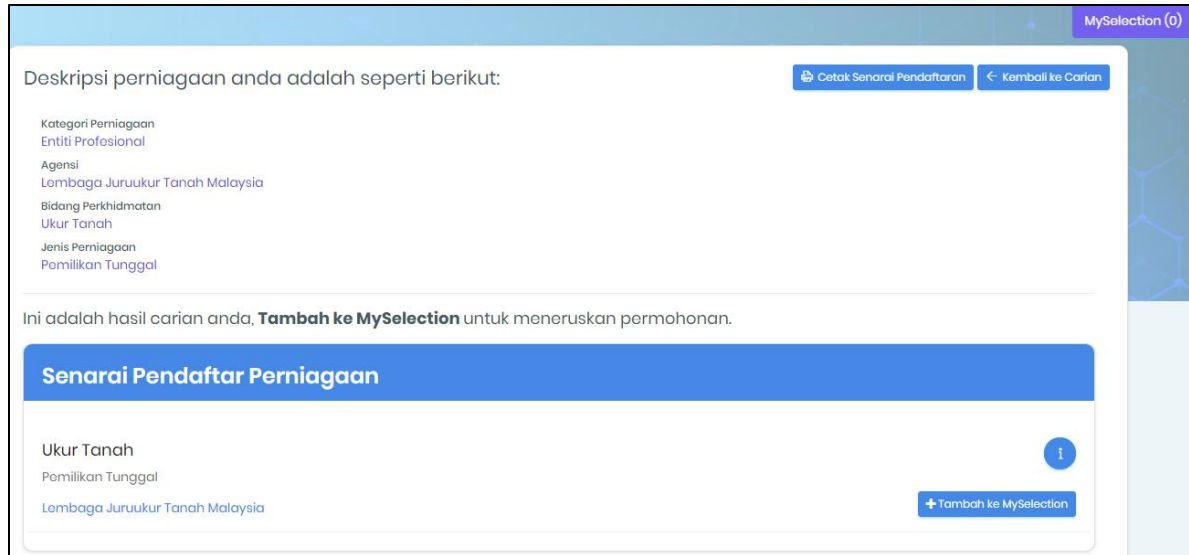 MySelection (0)
Deskripsi perniagaan anda adalah seperti berikut:
Cetak Senarai Pendaftaran
Kembali ke Carian
Kategori Perniagaan
Entiti Profesional
Agensi
Lembaga Juruukur Tanah Malaysia
Bidang Perkhidmatan
Ukur Tanah
Jenis Perniagaan
Pemilikan Tunggal
Ini adalah hasil carian anda, Tambah ke MySelection untuk meneruskan permohonan.
Senarai Pendaftar Perniagaan
Ukur Tanah
i
Pemilikan Tunggal
Lembaga Juruukur Tanah Malaysia
+Tambah ke MySelection